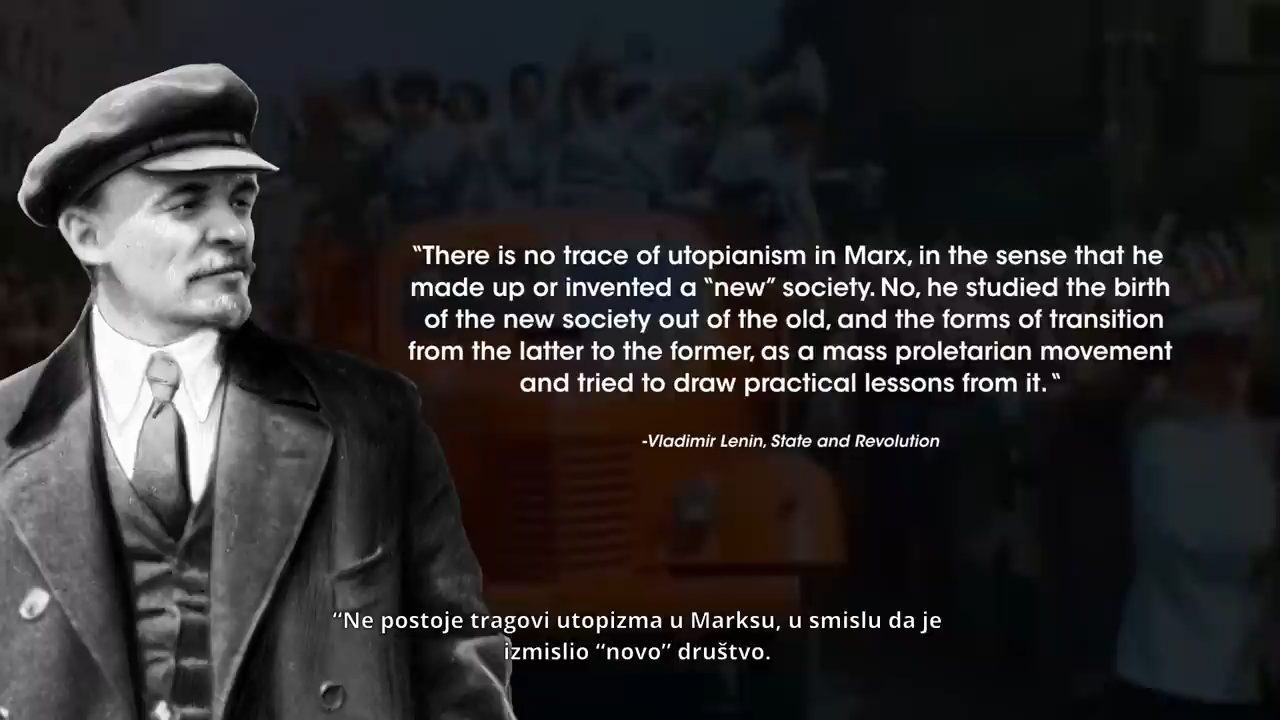 “There is no trace of utopianism in Marx, in the sense that he
made up or invented a “new” society. No, he studied the birth
of the new society out of the old, and the forms of transition
from the latter to the former, as a mass proletarian movement
and tried to draw practical lessons from it. “
-Vladimir Lenin, State and Revolution
“Ne postoje tragovi utopizma u Marksu, u smislu da je
izmislio “novo” društvo.